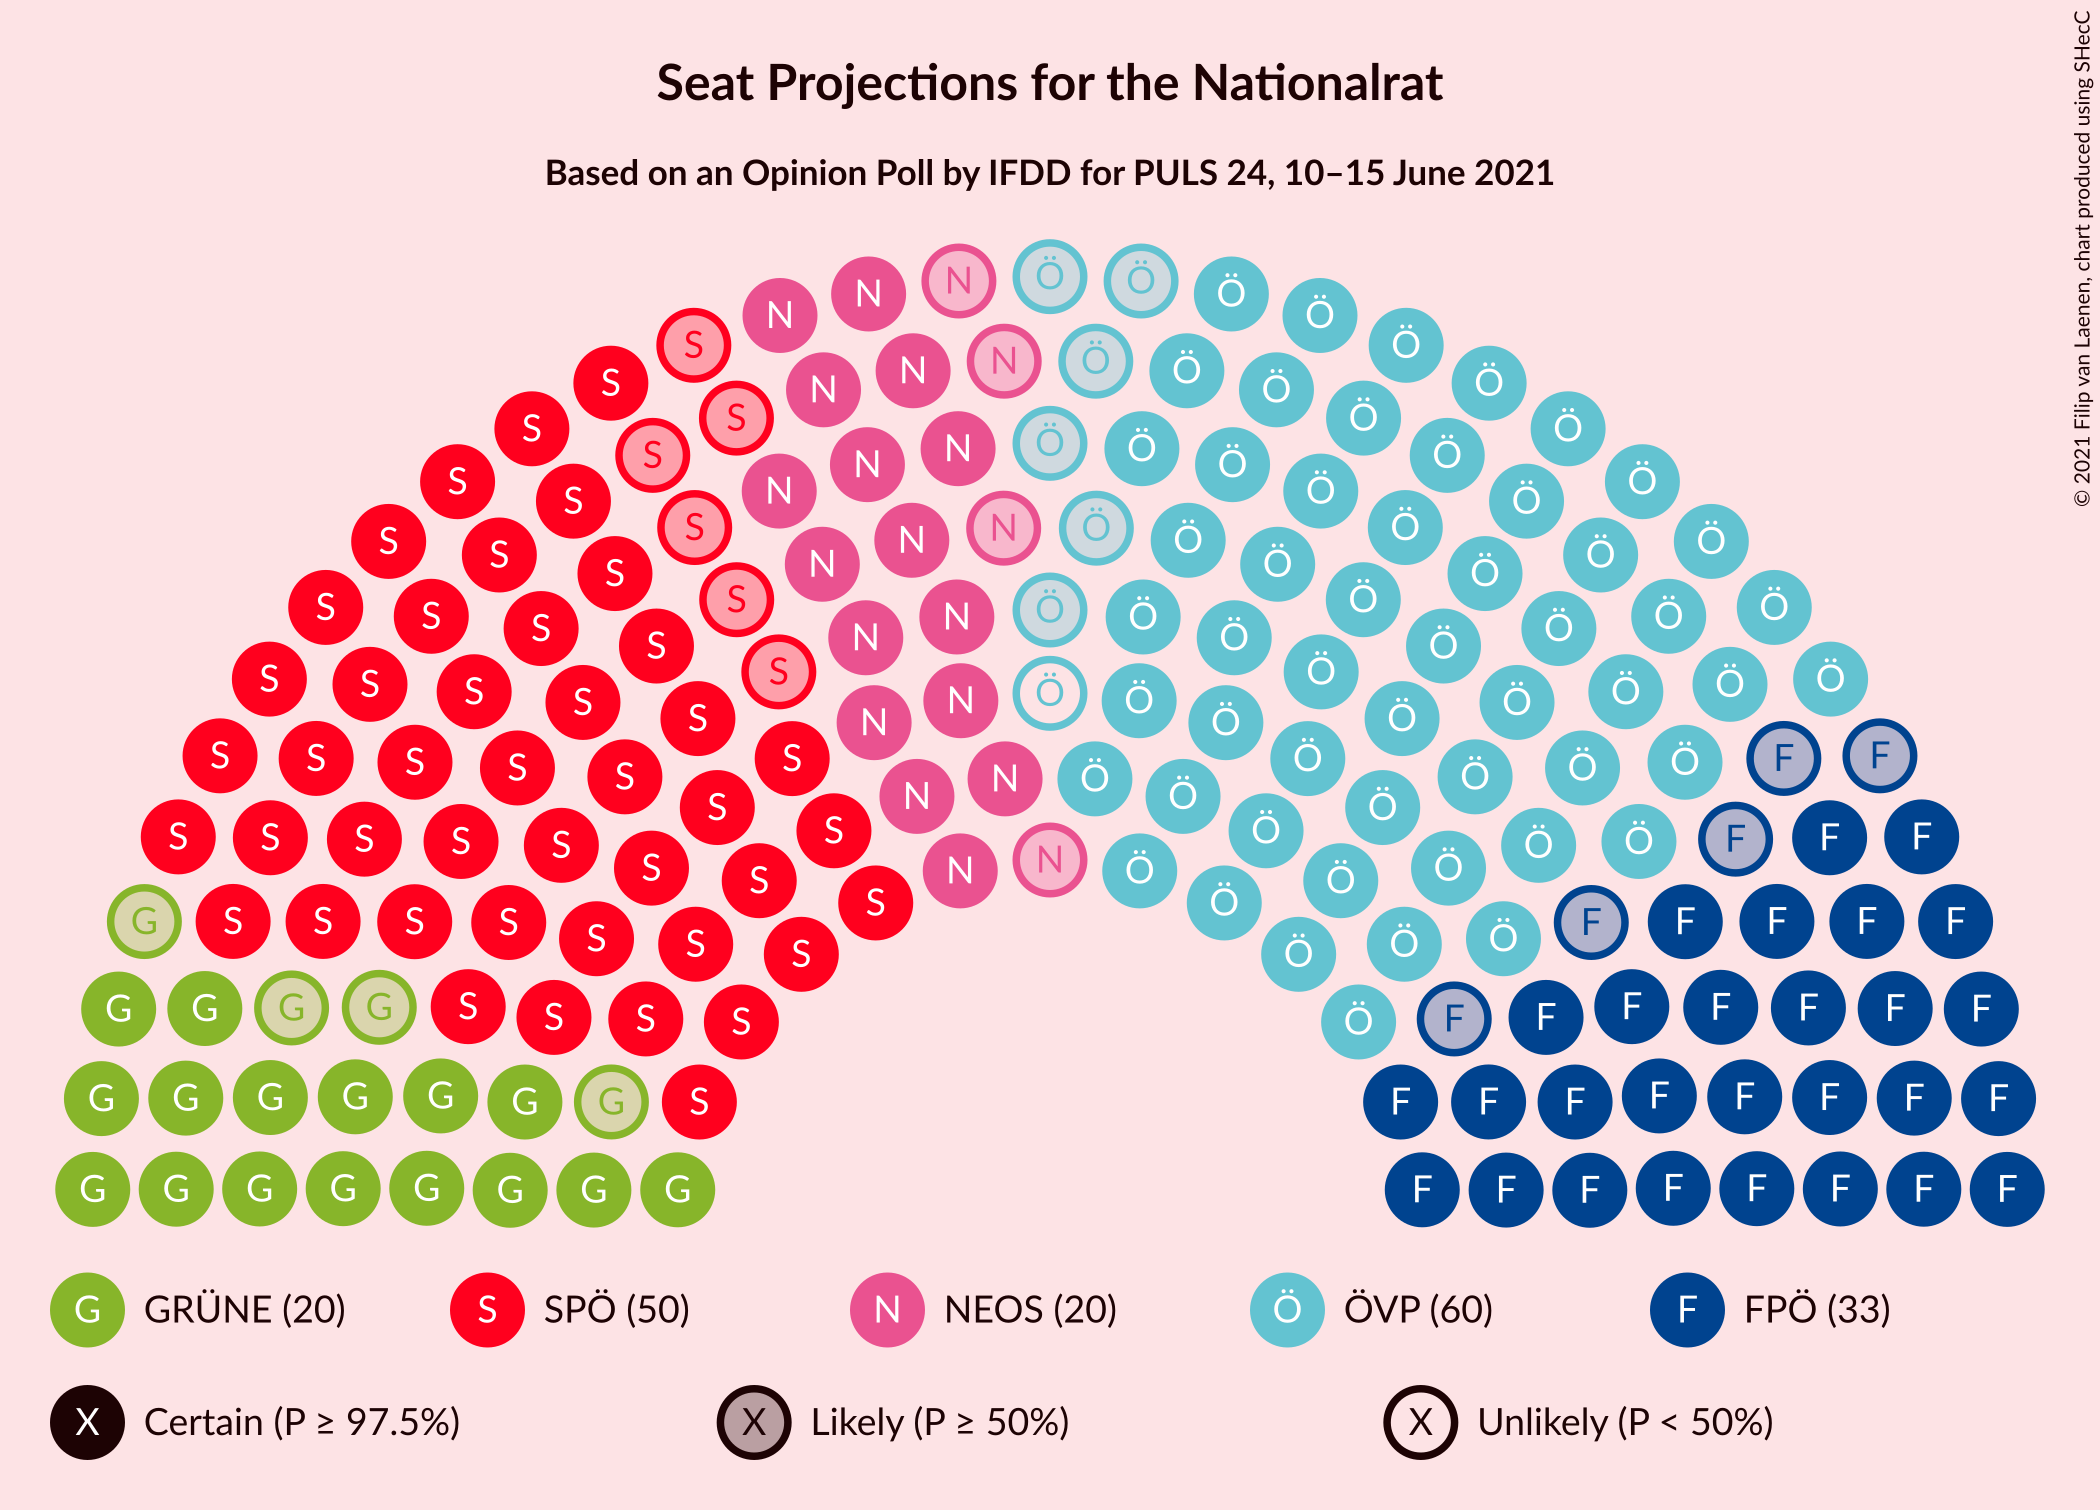 Seat Projections for the Nationalrat
Based on an Opinion Poll by IFDD for PULS 24, 10–15 June 2021
© 2021 Filip van Laenen, chart produced using SHecC
G GRÜNE (20) S SPÖ (50) N NEOS (20) Ö ÖVP (60) F FPÖ (33)
X Certain (P ≥ 97.5%) X Likely (P ≥ 50%) X Unlikely (P < 50%)